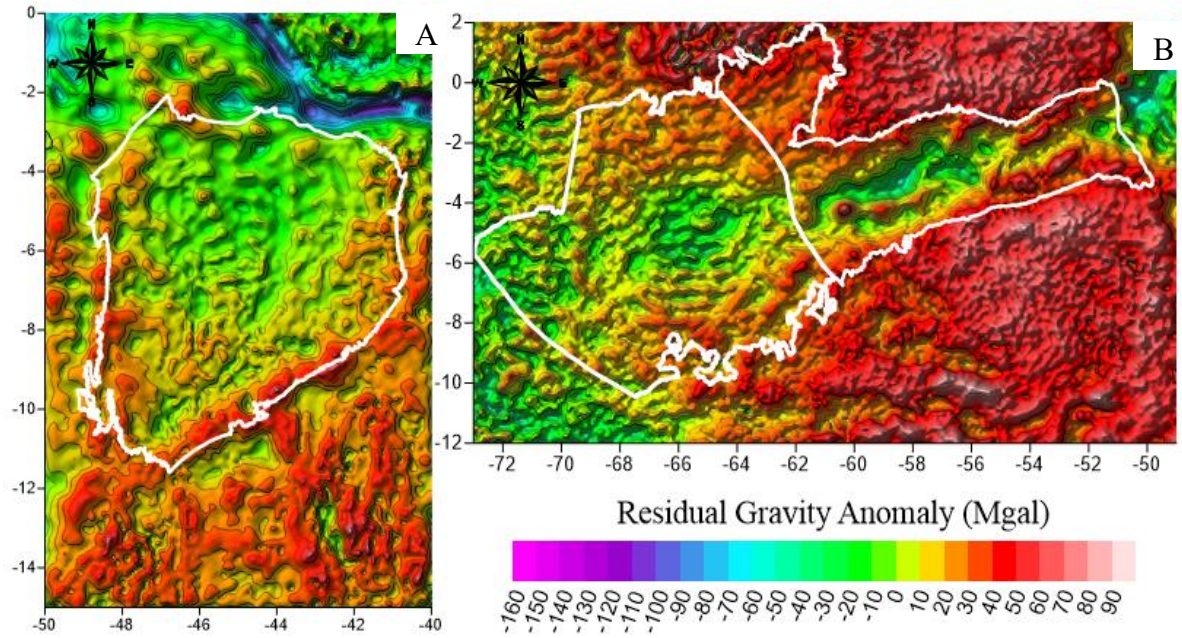 A
B
N
W
E
S
N
W
E
S
0
-2
-4
-6
-8
-10
-12
-14
-50 -48 -46 -44 -42 -40
2
0
-2
-4
-6
-8
-10
-12
-72 -70 -68 -66 -64 -62 -60 -58 -56 -54 -52 -50
Residual Gravity Anomaly (Mgal)
-160 -150 -140 -130 -120 -110 -100 -90 -80 -70 -60 -50 -40 -30 -20 -10 0 10 20 30 40 50 60 70 80 90